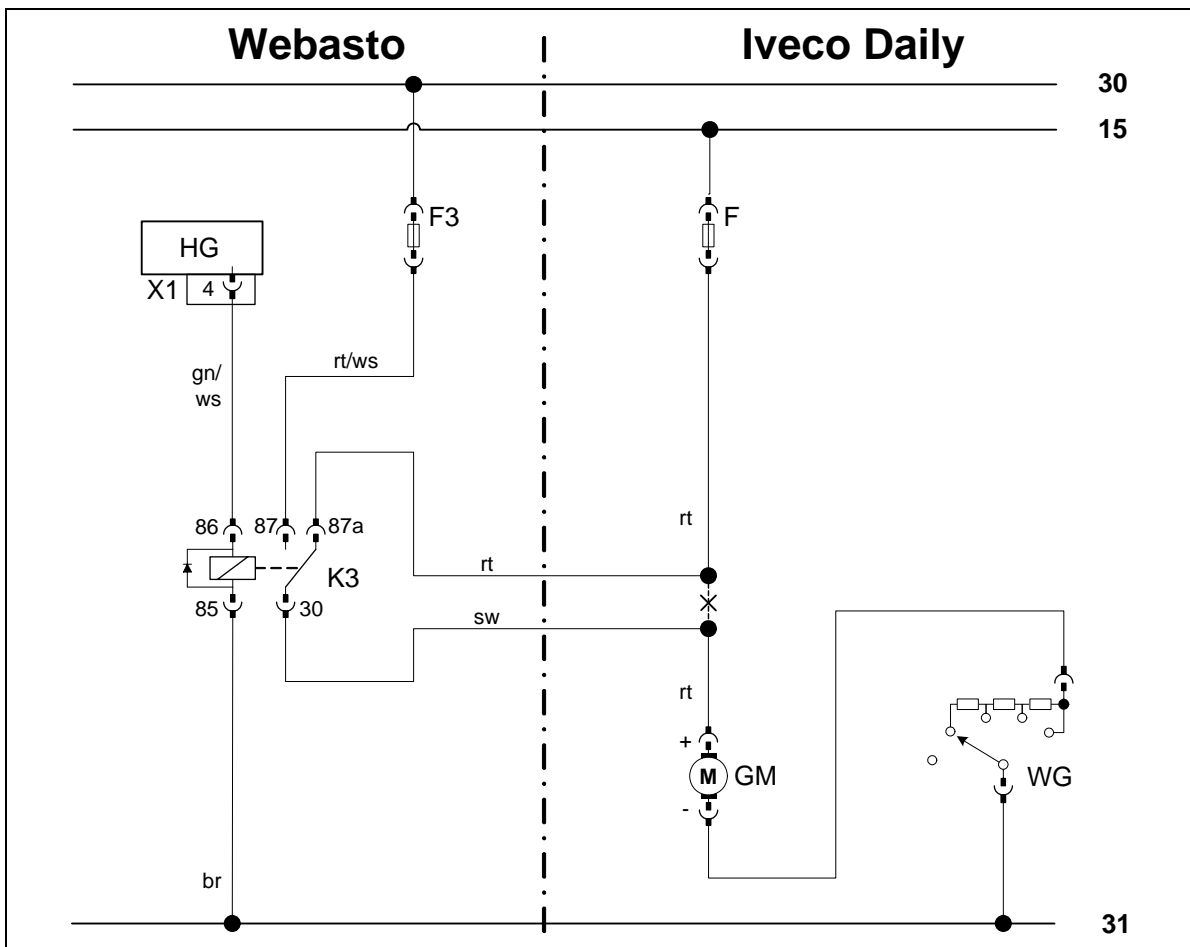 Webasto Iveco Daily
30
15
F3 F
HG
X1 4
rt/ws
gn/
ws
86 87 87a
rt
K3
rt
85 30
sw
rt
+
M GM
WG
-
br
31